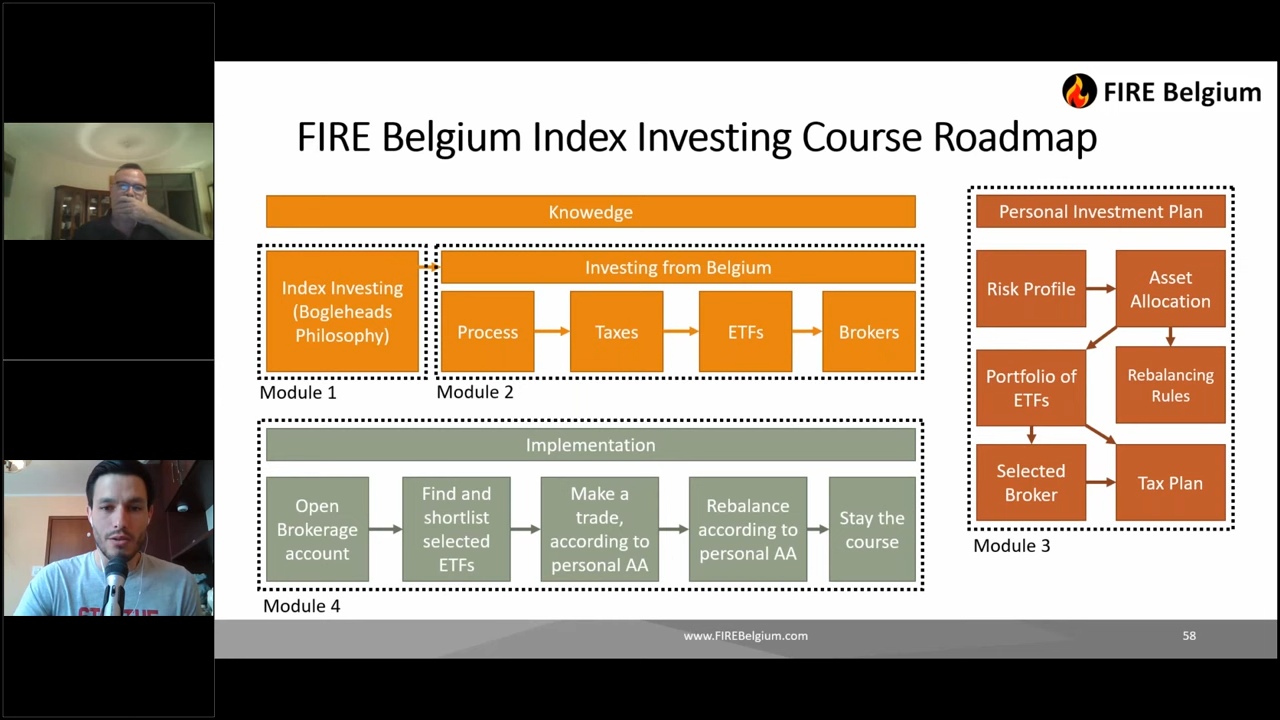 FIRE Belgium
FIRE Belgium Index Investing Course Roadmap
Knowedge
Index Investing
(Bogleheads
Philosophy)
Module 1
Investing from Belgium
Process
Taxes
ETFs
Brokers
Module 2
Personal Investment Plan
Risk Profile
Asset
Allocation
Portfolio of
ETFs
Rebalancing
Rules
Selected
Broker
Tax Plan
Module 3
Implementation
Open
Brokerage
account
Find and
shortlist
selected
ETFs
Make a
trade,
according to
personal AA
Rebalance
according to
personal AA
Stay the
course
Module 4
www.FIREBelgium.com
58